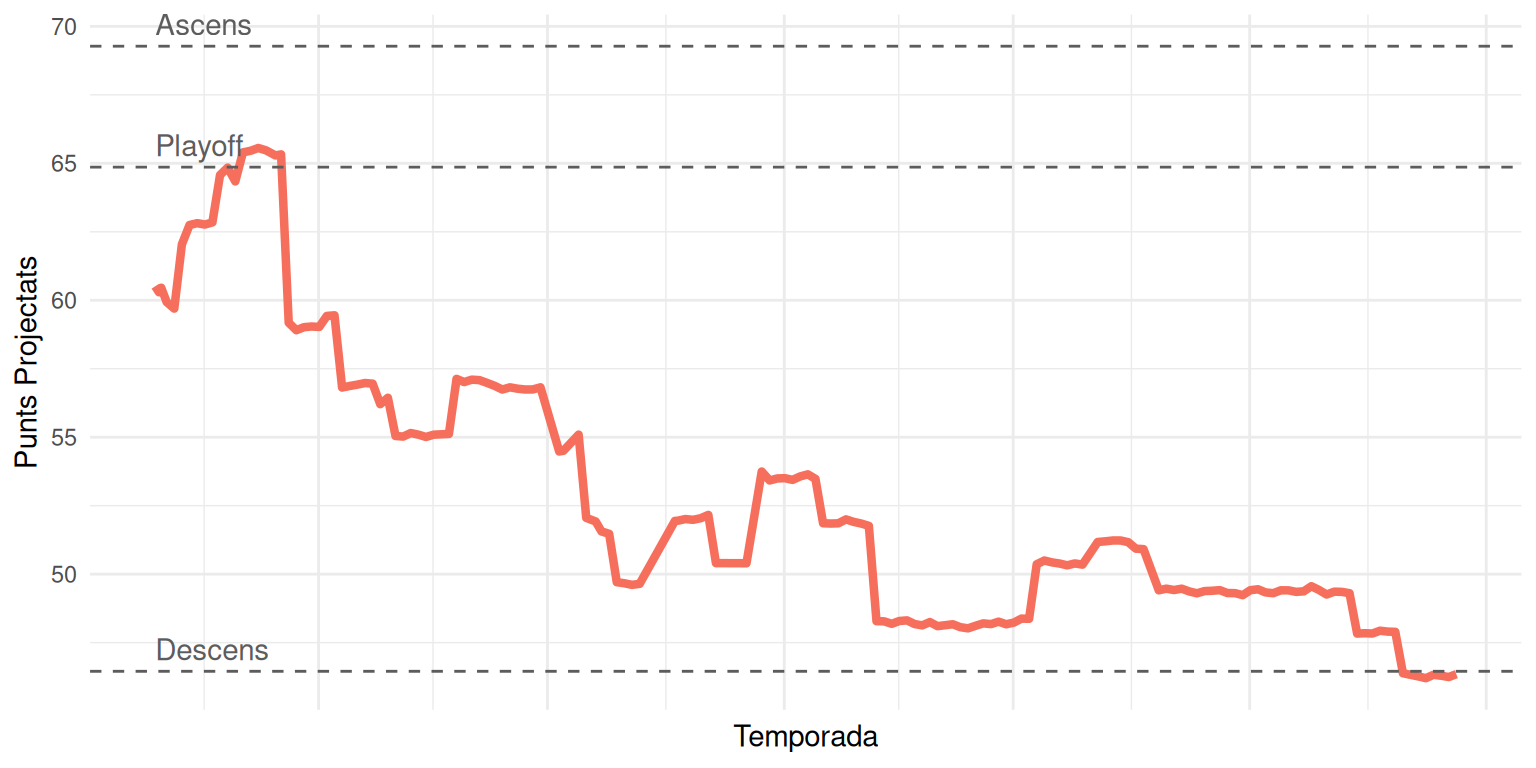 70
Ascens
Playoff
65
60
55
50
Descens
Punts Projectats
Temporada